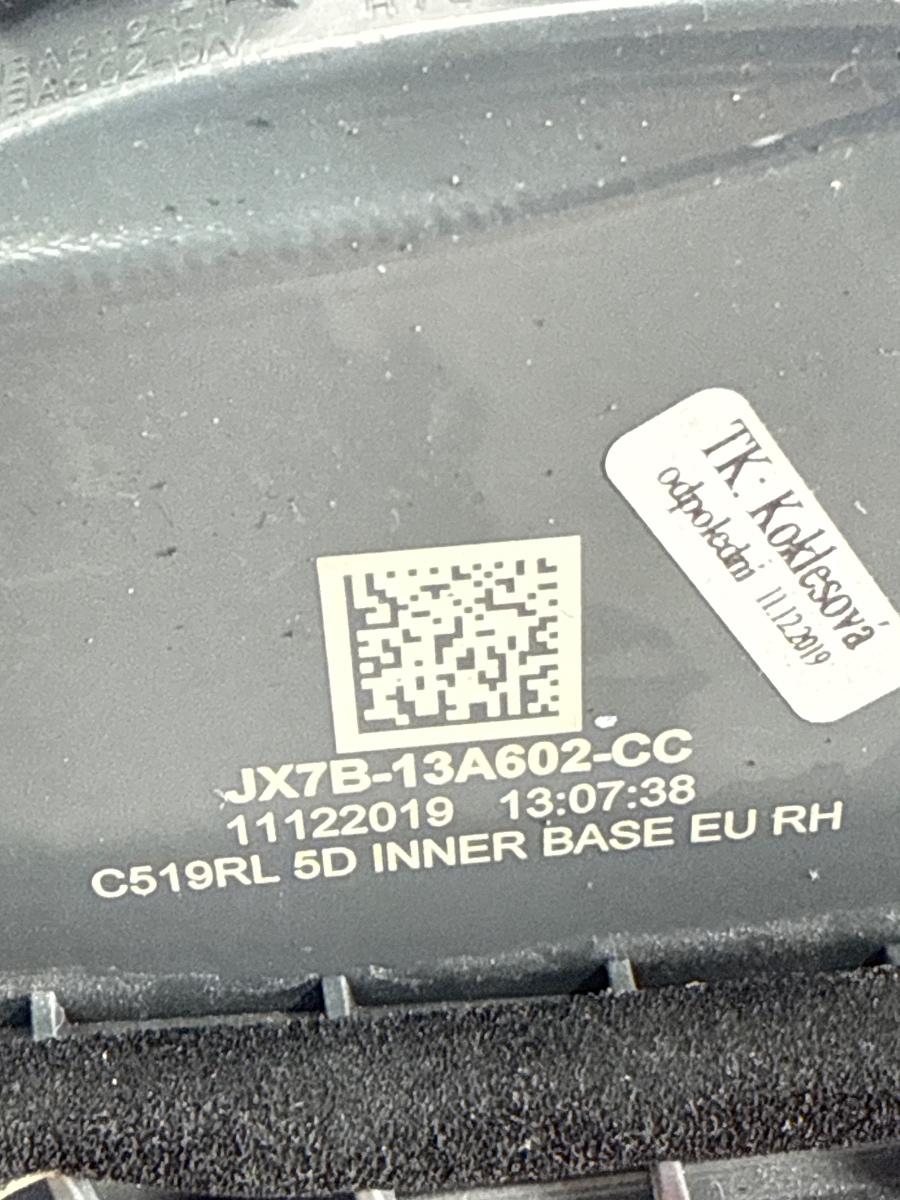 TK: Koklesová
odpolední 11.12.2019
JX7B-13A602-CC
11122019 13:07:38
C519RL 5D INNER BASE EU RH